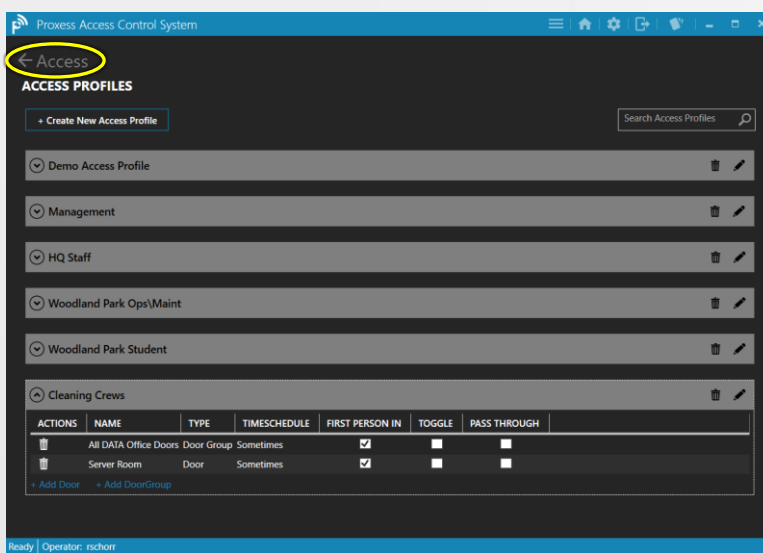 Proxess Access Control System
Access
ACCESS PROFILES
+ Create New Access Profile
Search Access Profiles
Demo Access Profile
Management
HQ Staff
Woodland Park Ops\Maint
Woodland Park Student
Cleaning Crews
ACTIONS NAME TYPE TIMESCHEDULE FIRST PERSON IN TOGGLE PASS THROUGH
All DATA Office Doors Door Group Sometimes
Server Room Door Sometimes
+ Add Door + Add DoorGroup
Ready Operator: rschorr